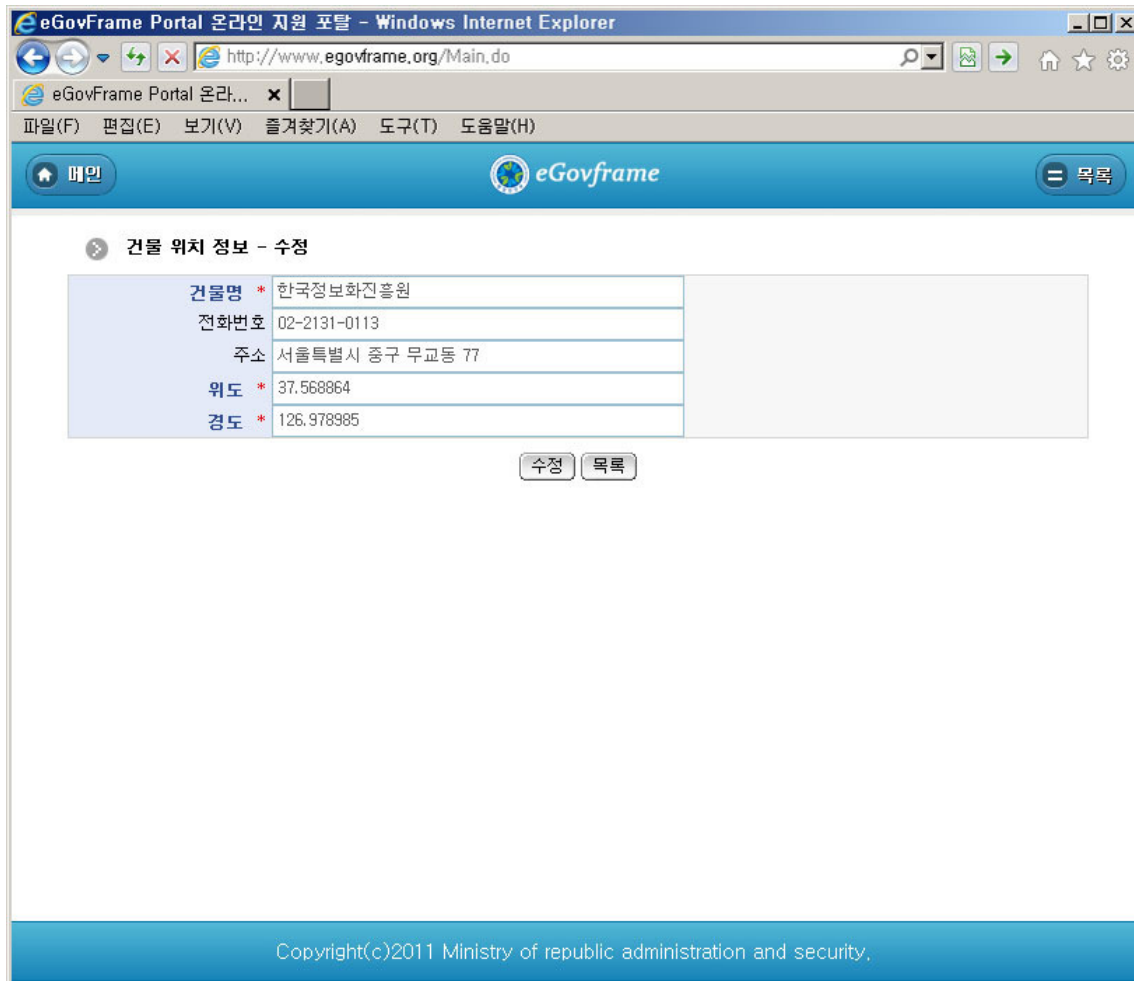 eGovFrame Portal 온라인 지원 포탈 - Windows Internet Explorer
http://www.egovframe.org/Main.do
eGovFrame Portal 온라...
파일(F) 편집(E) 보기(V) 즐겨찾기(A) 도구(T) 도움말(H)
메인 eGovframe 목록
건물 위치 정보 - 수정
건물명 * 한국정보화진흥원
전화번호 02-2131-0113
주소 서울특별시 중구 무교동 77
위도 * 37.568864
경도 * 126.978985
수정 목록
Copyright(c)2011 Ministry of republic administration and security.